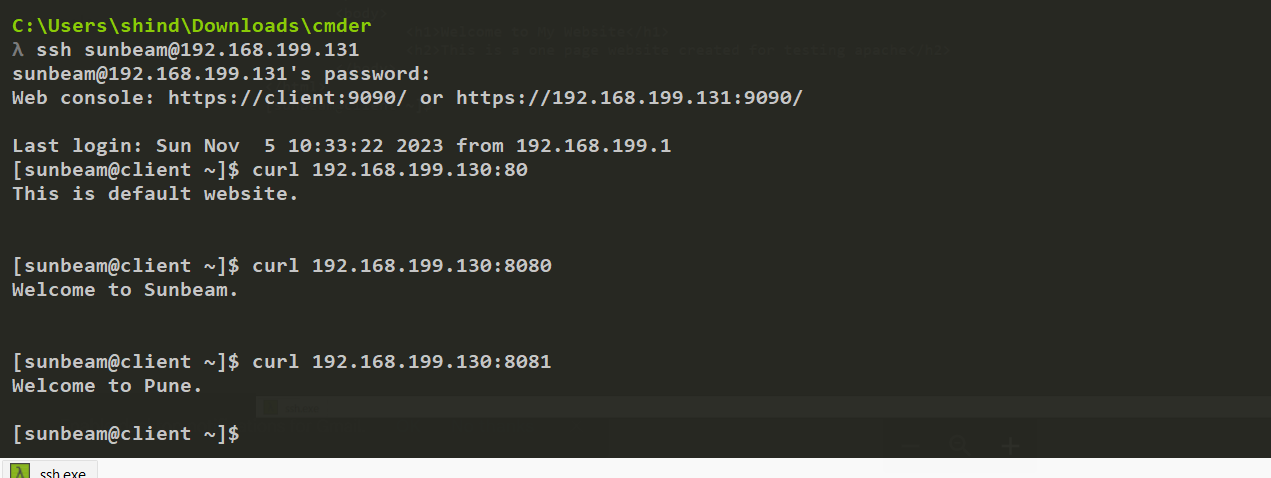 C:\Users\shind\Downloads\cmder
λ ssh sunbeam@192.168.199.131
sunbeam@192.168.199.131's password:
Web console: https://client:9090/ or https://192.168.199.131:9090/
Last login: Sun Nov  5 10:33:22 2023 from 192.168.199.1
[sunbeam@client ~]$ curl 192.168.199.130:80
This is default website.
[sunbeam@client ~]$ curl 192.168.199.130:8080
Welcome to Sunbeam.
[sunbeam@client ~]$ curl 192.168.199.130:8081
Welcome to Pune.
[sunbeam@client ~]$
λ ssh.exe